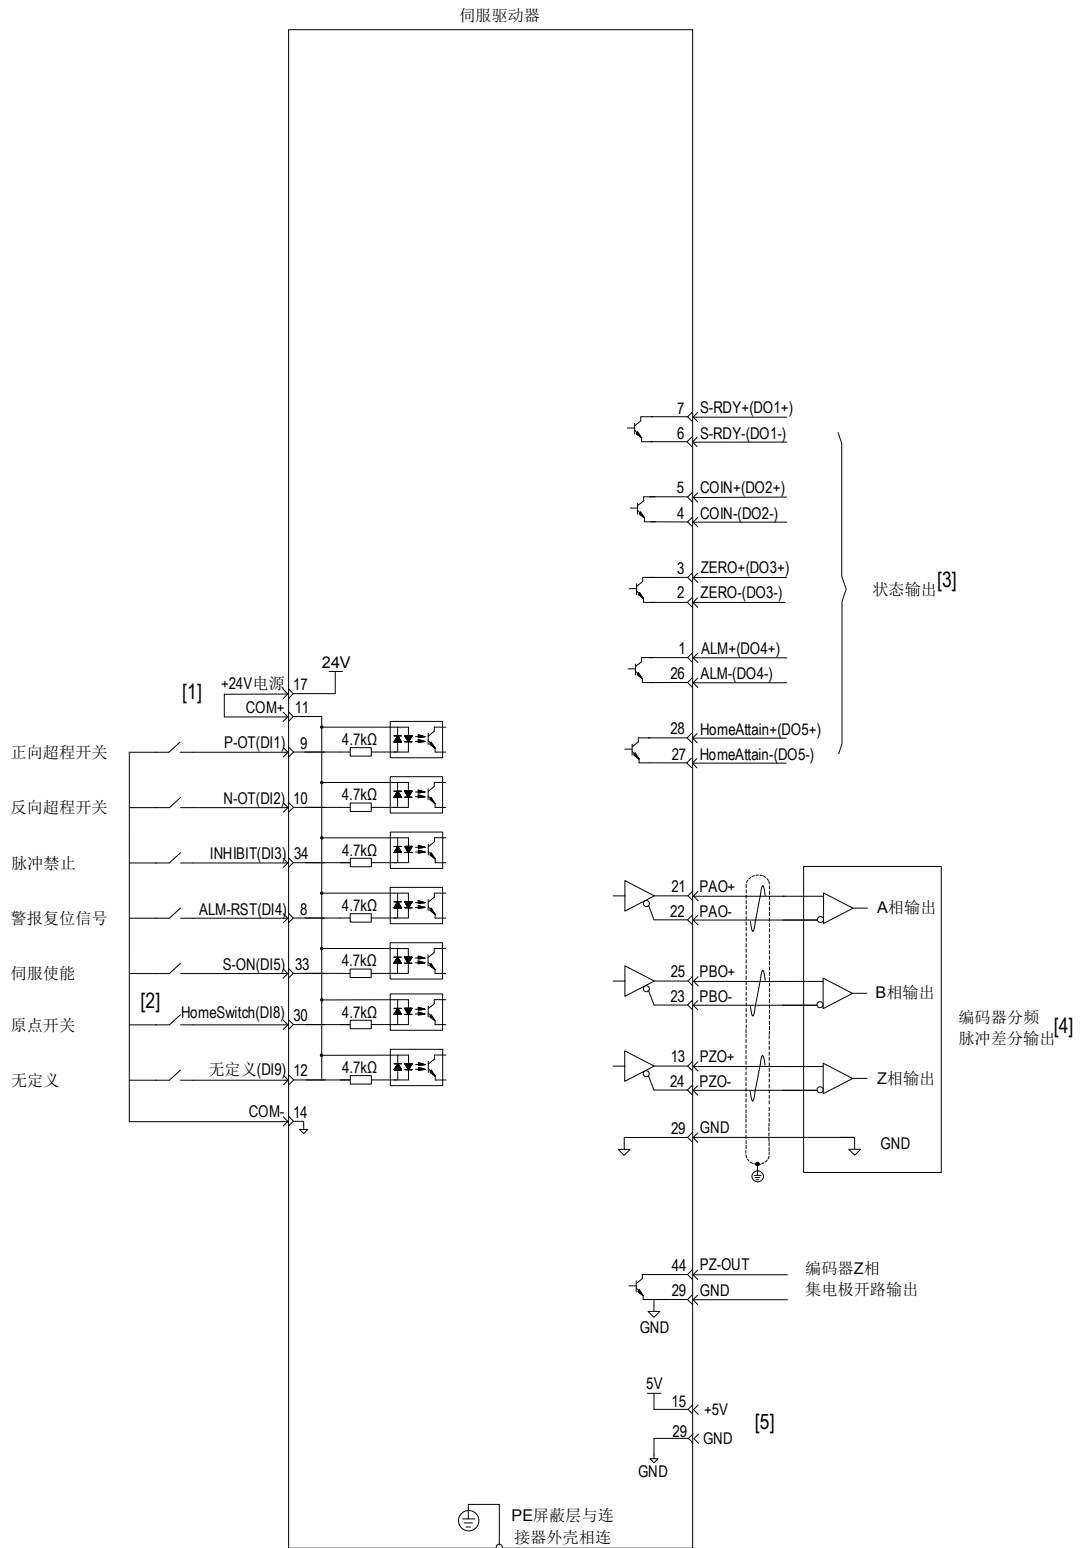 伺服驱动器
7 S-RDY+(DO1+)
6 S-RDY-(DO1-)
5 COIN+(DO2+)
4 COIN-(DO2-)
3 ZERO+(DO3+)
2 ZERO-(DO3-)
状态输出[3]
1 ALM+(DO4+)
26 ALM-(DO4-)
28 HomeAttain+(DO5+)
27 HomeAttain-(DO5-)
24V
[1] +24V电源 17
COM+ 11
正向超程开关 P-OT(DI1) 9 4.7kΩ
反向超程开关 N-OT(DI2) 10 4.7kΩ
脉冲禁止 INHIBIT(DI3) 34 4.7kΩ
警报复位信号 ALM-RST(DI4) 8 4.7kΩ
伺服使能 S-ON(DI5) 33 4.7kΩ
[2]
原点开关 HomeSwitch(DI8) 30 4.7kΩ
无定义 无定义(DI9) 12 4.7kΩ
COM- 14
21 PAO+
22 PAO-
A相输出
25 PBO+
23 PBO-
B相输出
13 PZO+
24 PZO-
Z相输出
29 GND
GND
编码器分频
脉冲差分输出[4]
44 PZ-OUT
29 GND
GND
编码器Z相
集电极开路输出
5V
15 +5V
29 GND
GND
[5]
PE屏蔽层与连
接器外壳相连